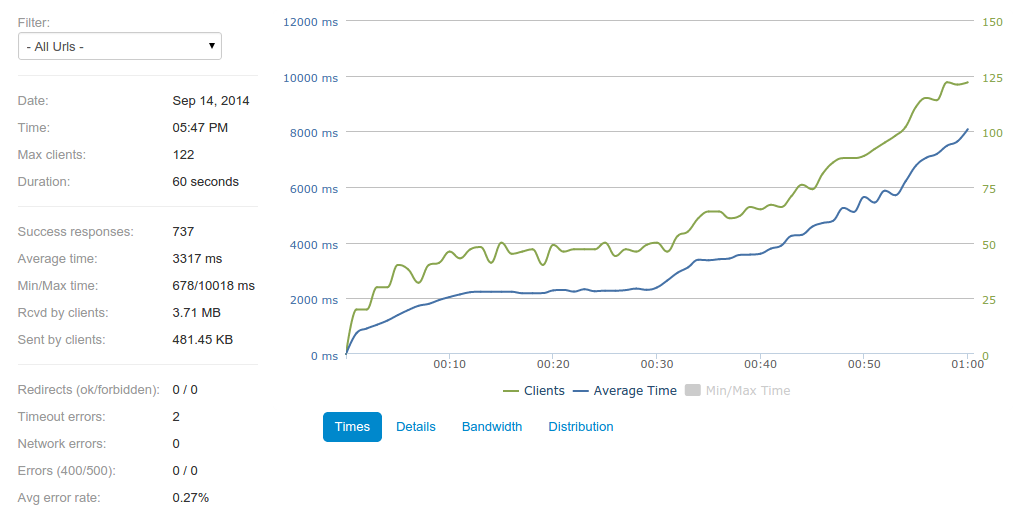 Filter:
- All Urls -
Date: Sep 14, 2014
Time: 05:47 PM
Max clients: 122
Duration: 60 seconds
Success responses: 737
Average time: 3317 ms
Min/Max time: 678/10018 ms
Rcvd by clients: 3.71 MB
Sent by clients: 481.45 KB
Redirects (ok/forbidden): 0 / 0
Timeout errors: 2
Network errors: 0
Errors (400/500): 0 / 0
Avg error rate: 0.27%
12000 ms 150
10000 ms 125
8000 ms 100
6000 ms 75
4000 ms 50
2000 ms 25
0 ms 0
00:10 00:20 00:30 00:40 00:50 01:00
Clients Average Time Min/Max Time
Times Details Bandwidth Distribution